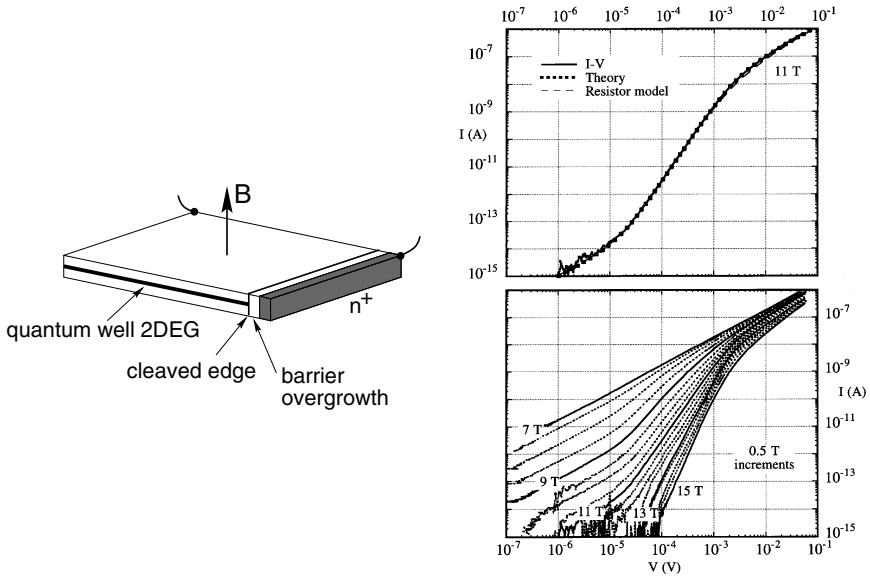 B
quantum well 2DEG
cleaved edge
barrier
overgrowth
n+
10-7 10-6 10-5 10-4 10-3 10-2 10-1
10-7
10-9
I (A)
10-11
10-13
10-15
I-V
Theory
Resistor model
11 T
10-7
10-9
I (A)
10-11
10-13
10-15
7 T
9 T
11 T
13 T
15 T
0.5 T
increments
10-7 10-6 10-5 10-4 10-3 10-2 10-1
V (V)